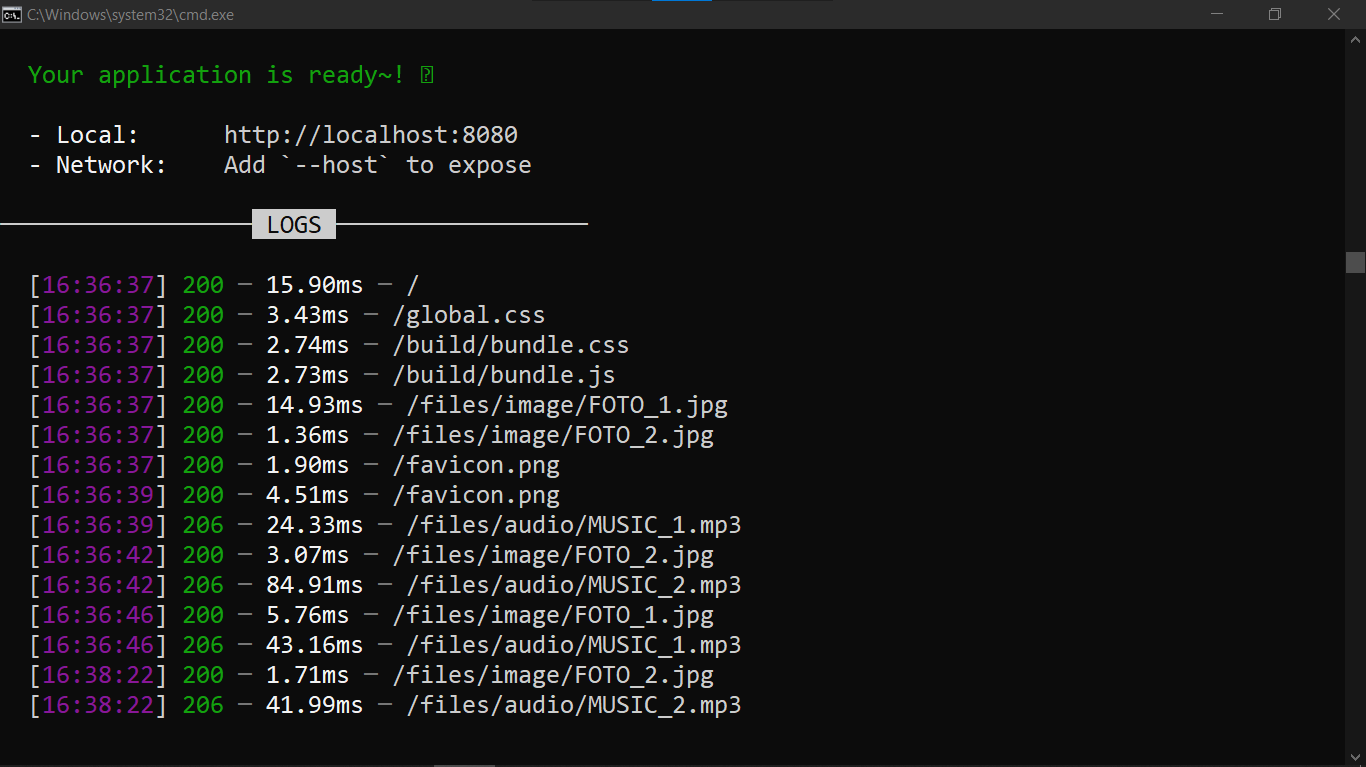 C:\Windows\system32\cmd.exe
Your application is ready~!
- Local: http://localhost:8080
- Network: Add `--host` to expose
LOGS
[16:36:37] 200 ─ 15.90ms ─ /
[16:36:37] 200 ─ 3.43ms ─ /global.css
[16:36:37] 200 ─ 2.74ms ─ /build/bundle.css
[16:36:37] 200 ─ 2.73ms ─ /build/bundle.js
[16:36:37] 200 ─ 14.93ms ─ /files/image/FOTO_1.jpg
[16:36:37] 200 ─ 1.36ms ─ /files/image/FOTO_2.jpg
[16:36:37] 200 ─ 1.90ms ─ /favicon.png
[16:36:39] 200 ─ 4.51ms ─ /favicon.png
[16:36:39] 206 ─ 24.33ms ─ /files/audio/MUSIC_1.mp3
[16:36:42] 200 ─ 3.07ms ─ /files/image/FOTO_2.jpg
[16:36:42] 206 ─ 84.91ms ─ /files/audio/MUSIC_2.mp3
[16:36:46] 200 ─ 5.76ms ─ /files/image/FOTO_1.jpg
[16:36:46] 206 ─ 43.16ms ─ /files/audio/MUSIC_1.mp3
[16:38:22] 200 ─ 1.71ms ─ /files/image/FOTO_2.jpg
[16:38:22] 206 ─ 41.99ms ─ /files/audio/MUSIC_2.mp3